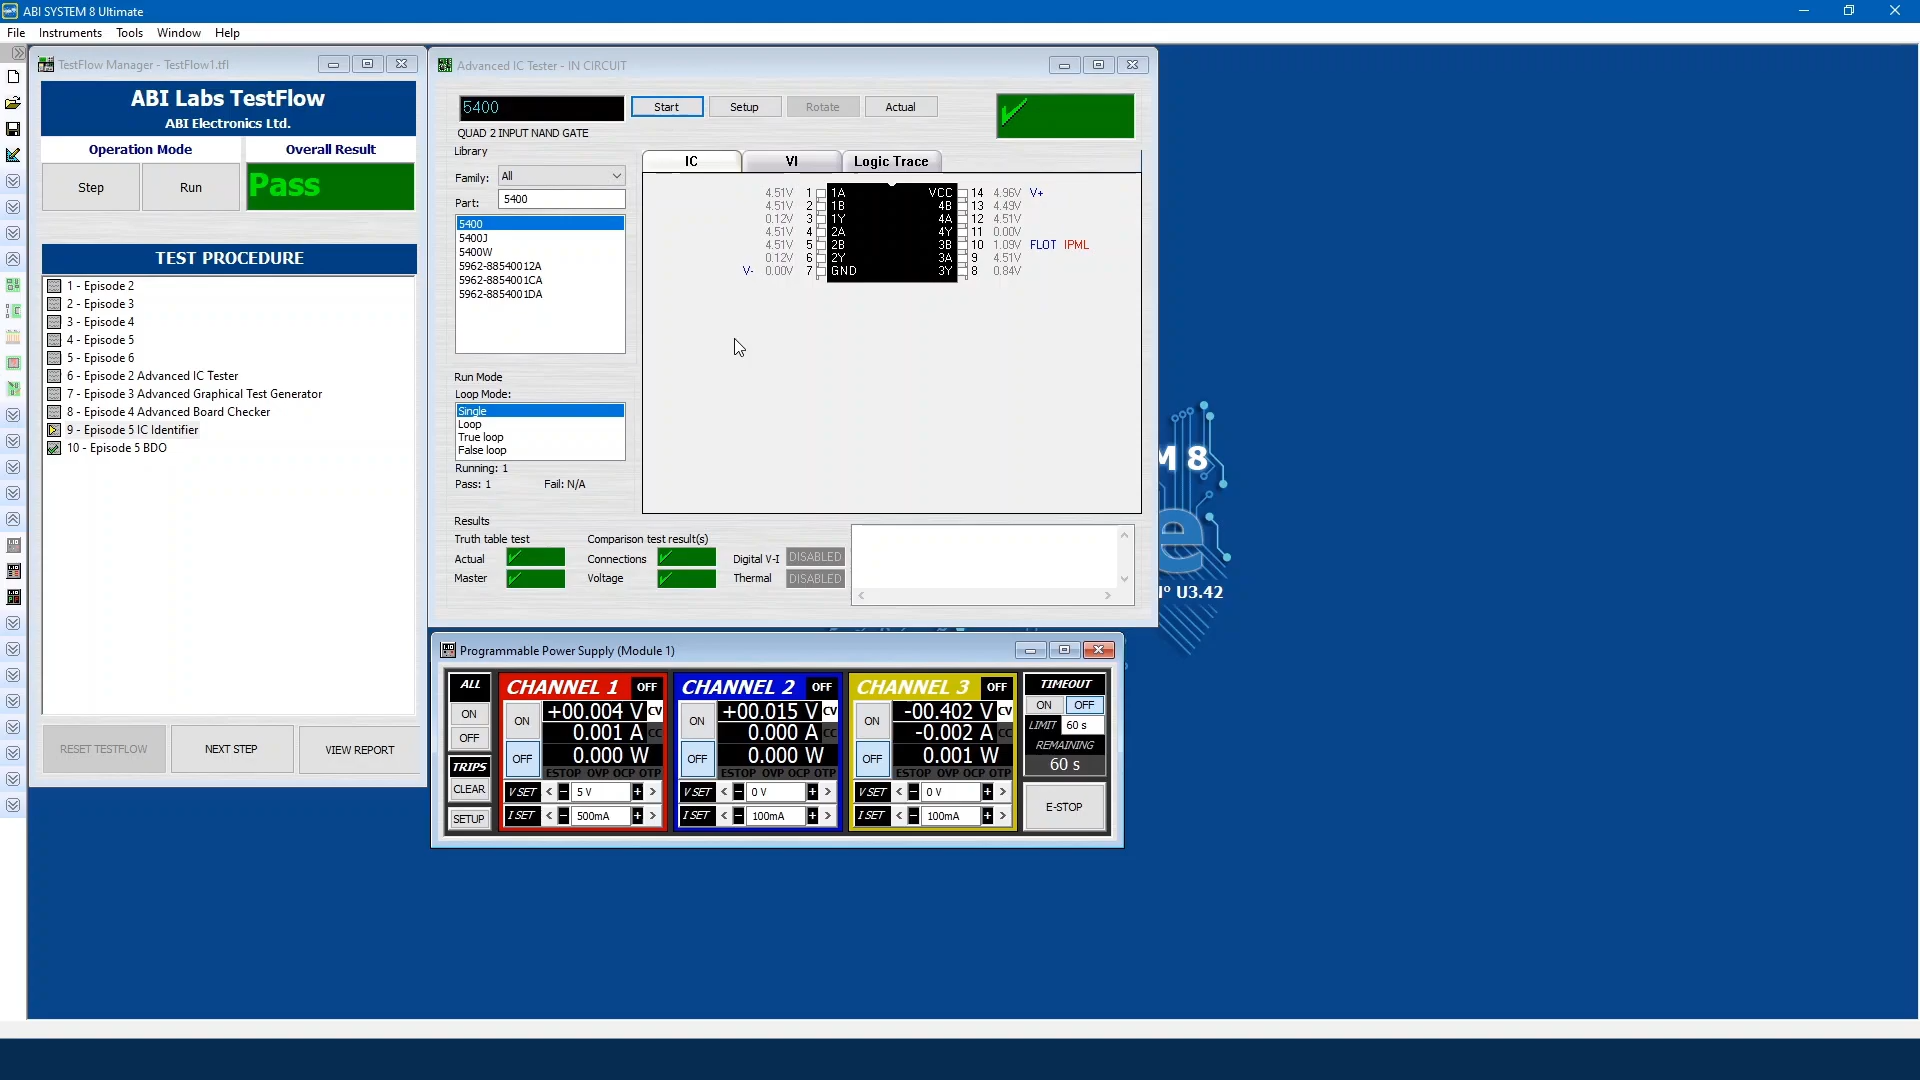 ABI SYSTEM 8 Ultimate
File Instruments Tools Window Help
TestFlow Manager - TestFlow1.tfl
ABI Labs TestFlow
ABI Electronics Ltd.
Operation Mode Overall Result
Step Run Pass
TEST PROCEDURE
1 - Episode 2
2 - Episode 3
3 - Episode 4
4 - Episode 5
5 - Episode 6
6 - Episode 2 Advanced IC Tester
7 - Episode 3 Advanced Graphical Test Generator
8 - Episode 4 Advanced Board Checker
9 - Episode 5 IC Identifier
10 - Episode 5 BDO
RESET TESTFLOW NEXT STEP VIEW REPORT
Advanced IC Tester - IN CIRCUIT
5400 Start Setup Rotate Actual
QUAD 2 INPUT NAND GATE
Library
Family: All
Part: 5400
5400
5400J
5400W
5962-88540012A
5962-8854001CA
5962-8854001DA
Run Mode
Loop Mode:
Single
Loop
True loop
False loop
Running: 1
Pass: 1 Fail: N/A
IC VI Logic Trace
4.51V 1 1A VCC 14 4.96V V+
4.51V 2 1B 4B 13 4.49V
0.12V 3 1Y 4A 12 4.51V
4.51V 4 2A 4Y 11 0.00V
4.51V 5 2B 3B 10 1.09V FLOT IPML
0.12V 6 2Y 3A 9 4.51V
V- 0.00V 7 GND 3Y 8 0.84V
Results
Truth table test Comparison test result(s)
Actual Connections Digital V-I DISABLED
Master Voltage Thermal DISABLED
M 8
e
N° U3.42
Programmable Power Supply (Module 1)
ALL
ON
OFF
TRIPS
CLEAR
SETUP
CHANNEL 1 OFF
ON +00.004 V CV
0.001 A CC
OFF 0.000 W
ESTOP OVP OCP OTP
V SET < − 5 V + >
I SET < − 500mA + >
CHANNEL 2 OFF
ON +00.015 V CV
0.000 A CC
OFF 0.000 W
ESTOP OVP OCP OTP
V SET < − 0 V + >
I SET < − 100mA + >
CHANNEL 3 OFF
ON -00.402 V CV
-0.002 A CC
OFF 0.001 W
ESTOP OVP OCP OTP
V SET < − 0 V + >
I SET < − 100mA + >
TIMEOUT
ON OFF
LIMIT 60 s
REMAINING
60 s
E-STOP